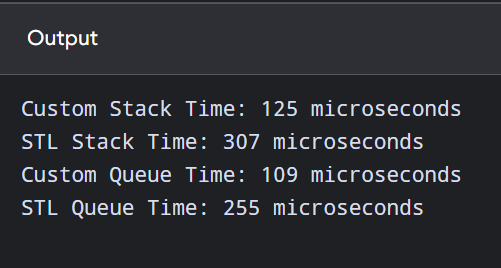 Output
Custom Stack Time: 125 microseconds
STL Stack Time: 307 microseconds
Custom Queue Time: 109 microseconds
STL Queue Time: 255 microseconds